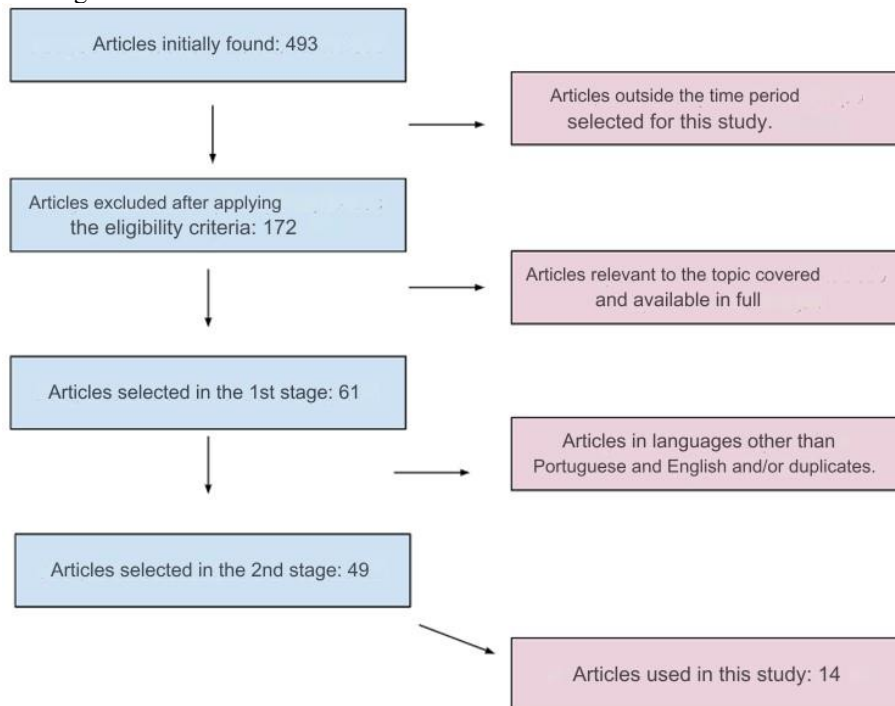 Articles initially found: 493
Articles outside the time period
selected for this study.
Articles excluded after applying
the eligibility criteria: 172
Articles relevant to the topic covered
and available in full
Articles selected in the 1st stage: 61
Articles in languages other than
Portuguese and English and/or duplicates.
Articles selected in the 2nd stage: 49
Articles used in this study: 14